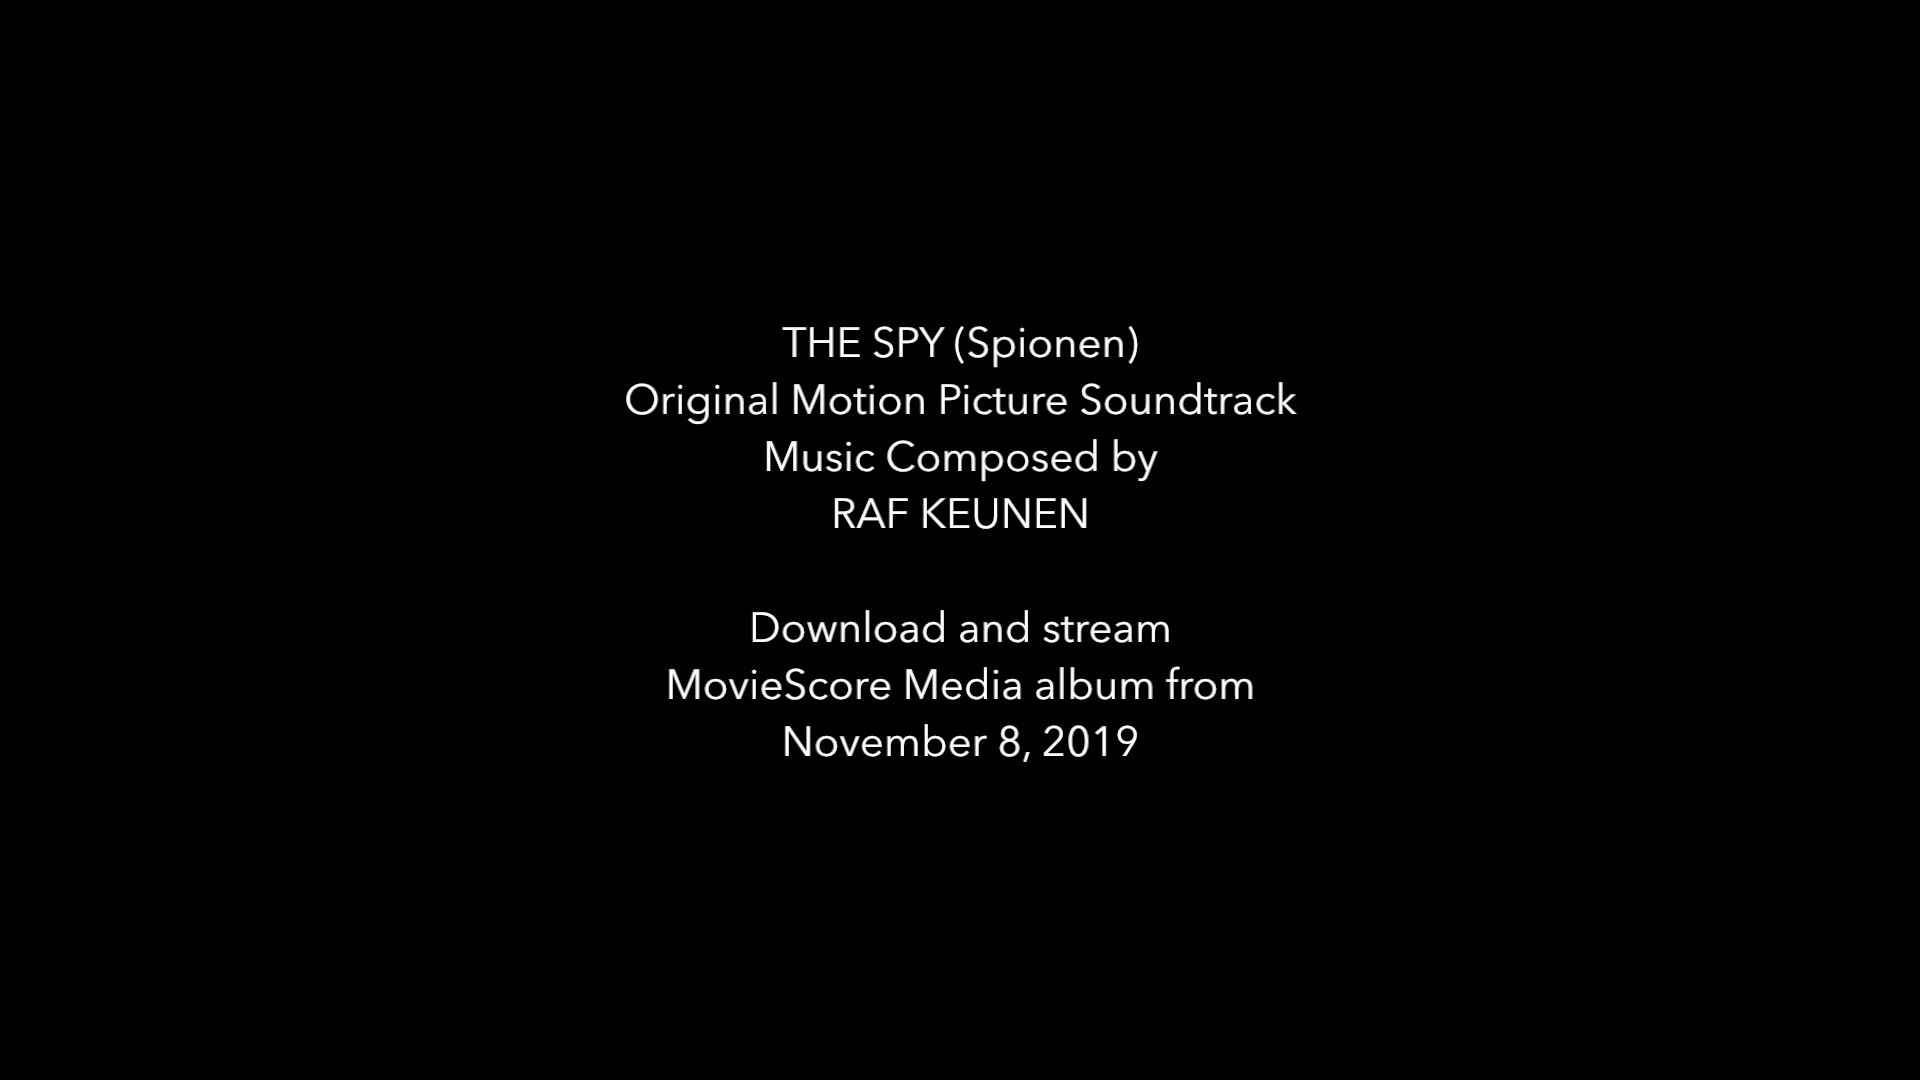 THE SPY (Spionen)
Original Motion Picture Soundtrack
Music Composed by
RAF KEUNEN
Download and stream
MovieScore Media album from
November 8, 2019